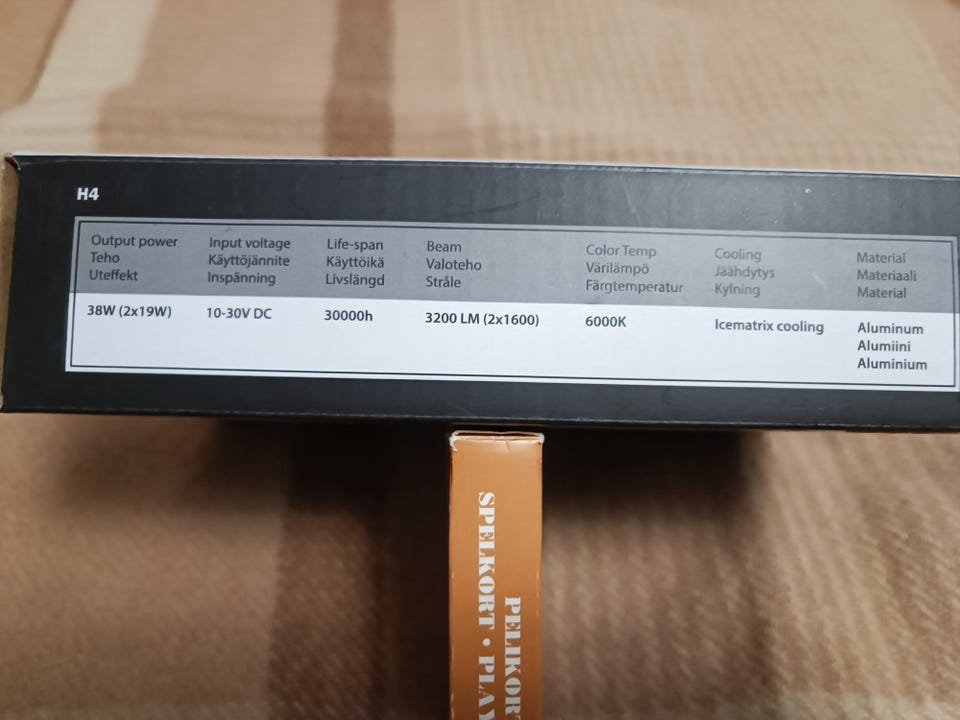 H4
Output power
Teho
Uteffekt
Input voltage
Käyttöjännite
Inspänning
Life-span
Käyttöikä
Livslängd
Beam
Valoteho
Stråle
Color Temp
Värilämpö
Färgtemperatur
Cooling
Jäähdytys
Kylning
Material
Materiaali
Material
38W (2x19W)
10-30V DC
30000h
3200 LM (2x1600)
6000K
Icematrix cooling
Aluminum
Alumiini
Aluminium
PELIKORT
SPELKORT • PLAY